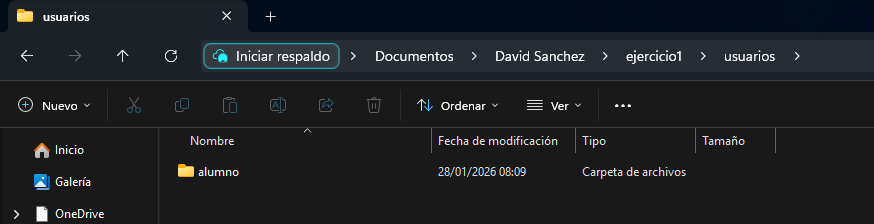 usuarios
Iniciar respaldo > Documentos > David Sanchez > ejercicio1 > usuarios >
Nuevo Ordenar Ver
Nombre Fecha de modificación Tipo Tamaño
Inicio
alumno 28/01/2026 08:09 Carpeta de archivos
Galería
OneDrive